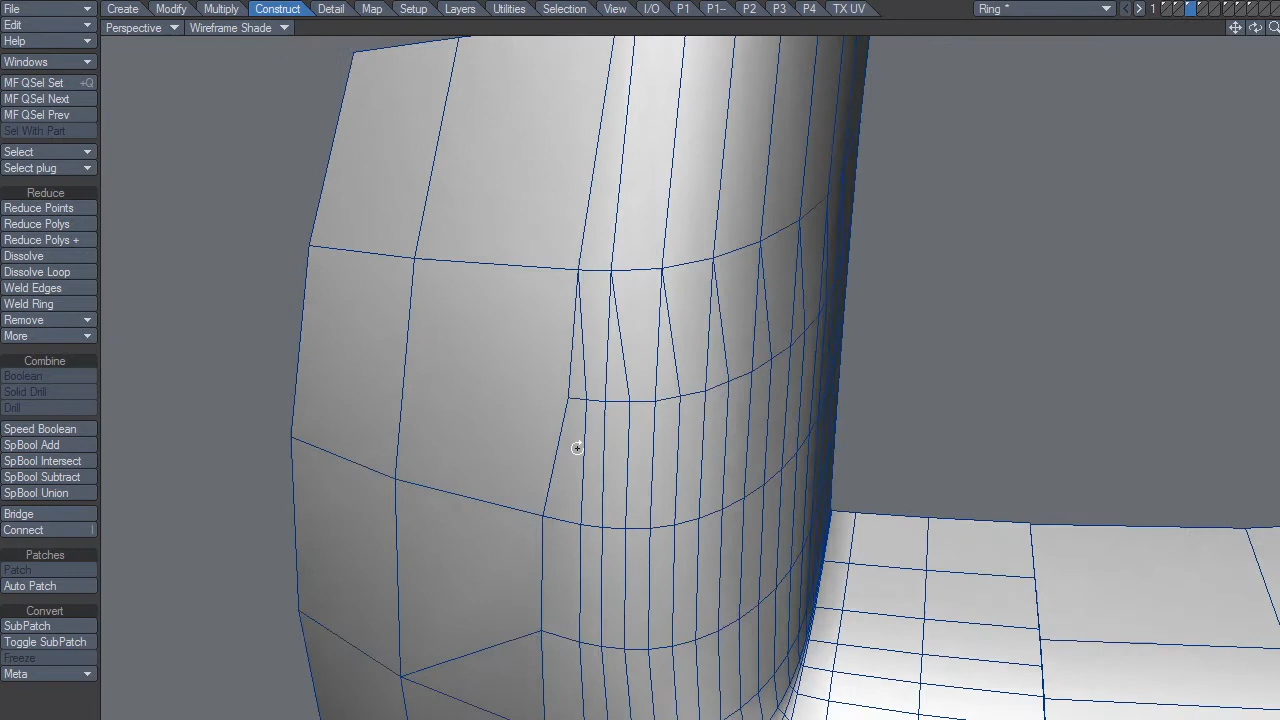 File Create Modify Multiply Construct Detail Map Setup Layers Utilities Selection View I/O P1 P1-- P2 P3 P4 TX UV Ring * 1
Edit Perspective Wireframe Shade
Help
Windows
MF QSel Set +Q
MF QSel Next
MF QSel Prev
Sel With Part
Select
Select plug
Reduce
Reduce Points
Reduce Polys
Reduce Polys +
Dissolve
Dissolve Loop
Weld Edges
Weld Ring
Remove
More
Combine
Boolean
Solid Drill
Drill
Speed Boolean
SpBool Add
SpBool Intersect
SpBool Subtract
SpBool Union
Bridge
Connect l
Patches
Patch
Auto Patch
Convert
SubPatch
Toggle SubPatch
Freeze
Meta